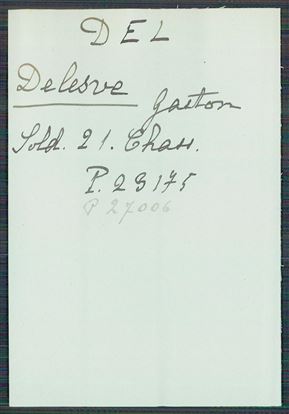 DEL
Delesve Gaston
Sold. 21. Chass.
P. 23175
P 27006